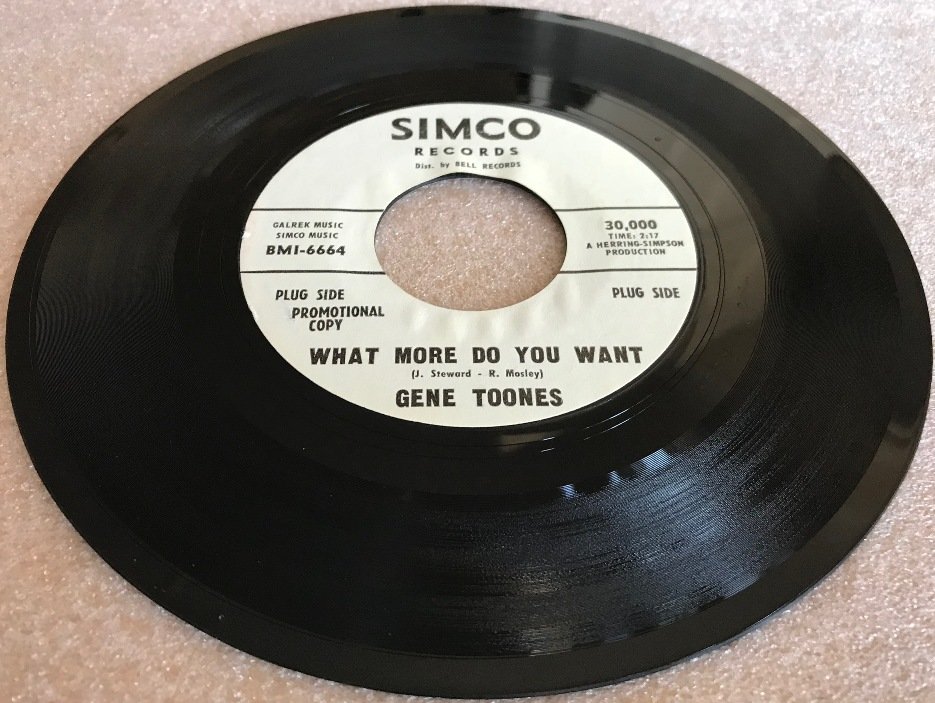 SIMCO
RECORDS
Dist. by BELL RECORDS
GALREK MUSIC
SIMCO MUSIC
BMI-6664
30,000
TIME: 2:17
A HERRING-SIMPSON
PRODUCTION
PLUG SIDE
PROMOTIONAL
COPY
PLUG SIDE
WHAT MORE DO YOU WANT
(J. Steward - R. Mosley)
GENE TOONES